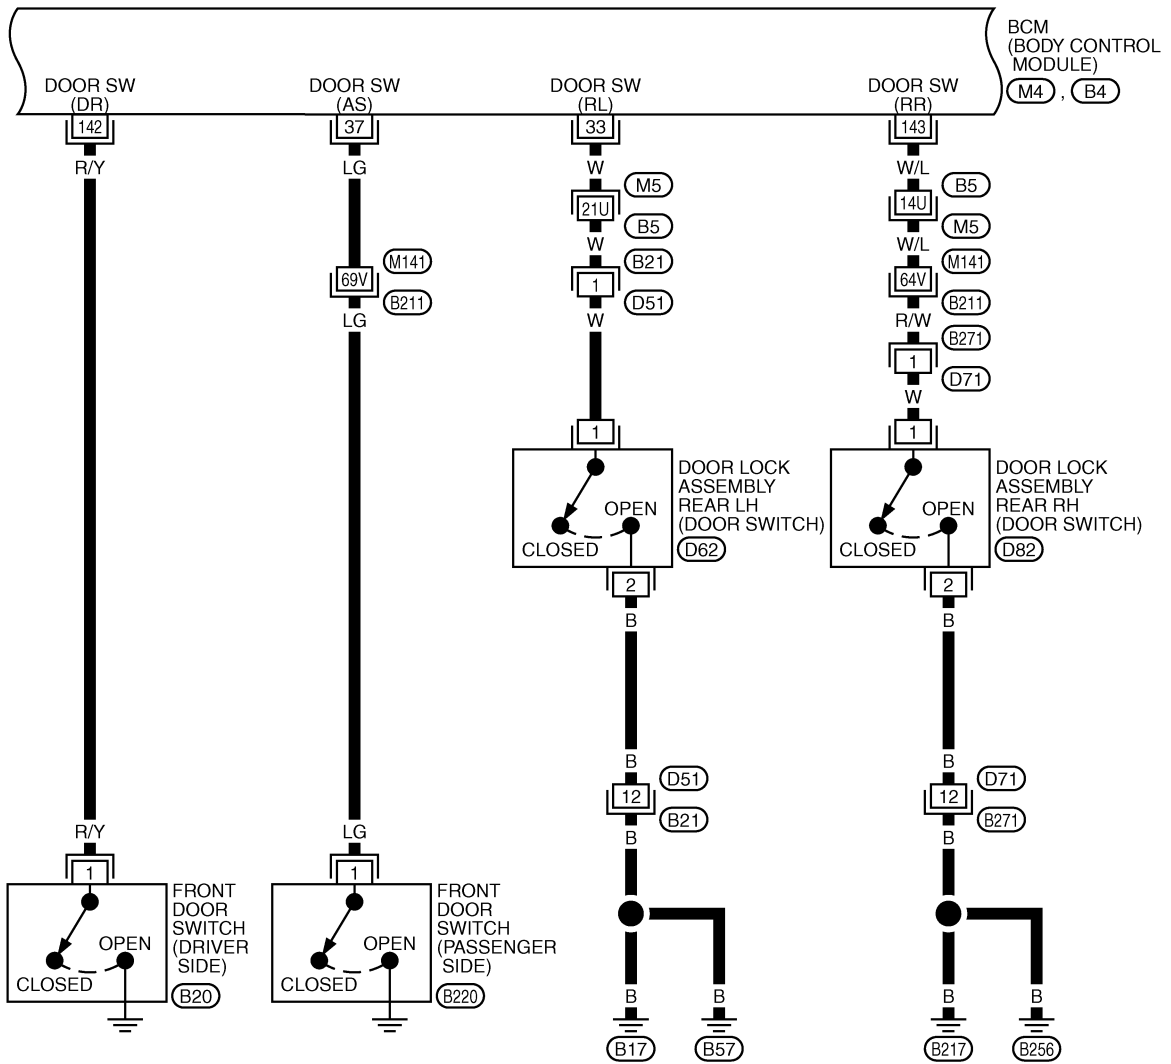 BCM
(BODY CONTROL
MODULE)
M4 , B4
DOOR SW
(DR)
DOOR SW
(AS)
DOOR SW
(RL)
DOOR SW
(RR)
142
37
33
143
R/Y
LG
W
W/L
M5
B5
21U
14U
B5
M5
W
W/L
M141
B21
M141
69V
1
64V
B211
D51
B211
LG
W
R/W
B271
1
D71
W
1
1
DOOR LOCK
ASSEMBLY
REAR LH
(DOOR SWITCH)
D62
OPEN
CLOSED
DOOR LOCK
ASSEMBLY
REAR RH
(DOOR SWITCH)
D82
OPEN
CLOSED
2
2
B
B
B
B
D51
D71
12
12
B21
B271
B
B
R/Y
LG
1
1
FRONT
DOOR
SWITCH
(DRIVER
SIDE)
B20
OPEN
CLOSED
FRONT
DOOR
SWITCH
(PASSENGER
SIDE)
B220
OPEN
CLOSED
B
B
B
B
B17
B57
B217
B256